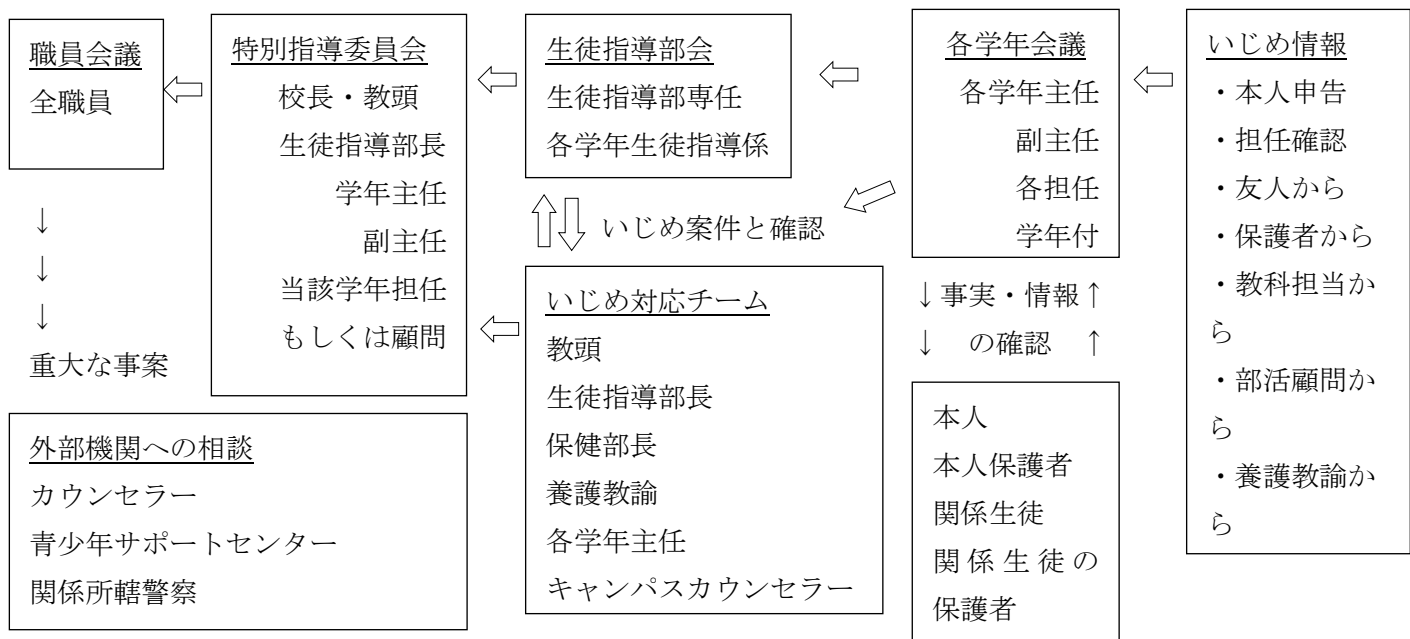 職員会議
全職員
↓
↓
↓
重大な事案
特別指導委員会
校長・教頭
生徒指導部長
学年主任
副主任
当該学年担任
もしくは顧問
外部機関への相談
カウンセラー
青少年サポートセンター
関係所轄警察
生徒指導部会
生徒指導部専任
各学年生徒指導係
いじめ案件と確認
いじめ対応チーム
教頭
生徒指導部長
保健部長
養護教諭
各学年主任
キャンパスカウンセラー
各学年会議
各学年主任
副主任
各担任
学年付
↓事実・情報↑
↓ の確認 ↑
本人
本人保護者
関係生徒
関係生徒の
保護者
いじめ情報
・本人申告
・担任確認
・友人から
・保護者から
・教科担当か
ら
・部活顧問か
ら
・養護教諭か
ら